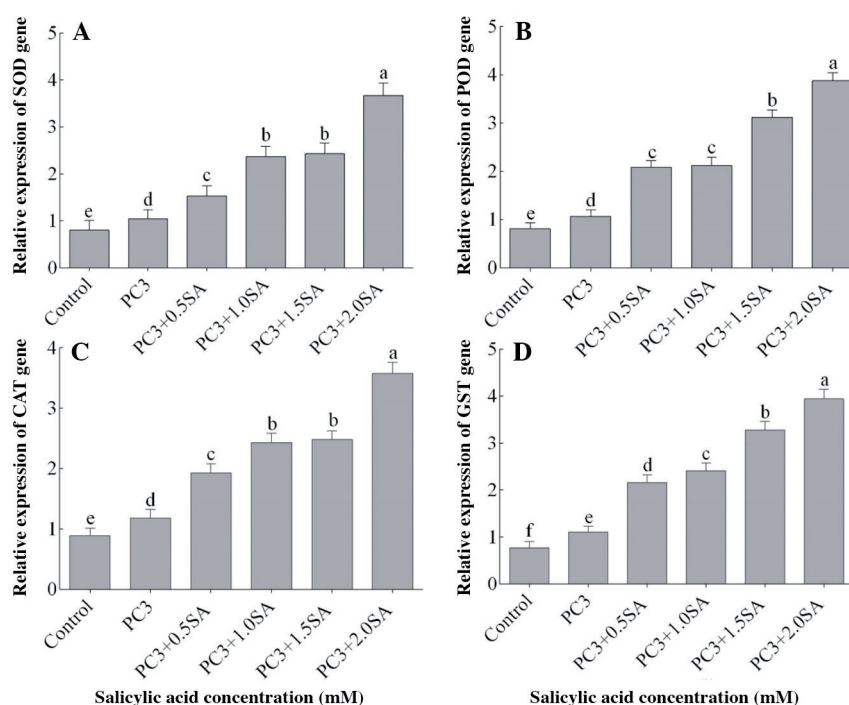 A
Relative expression of SOD gene
5
4
3
2
1
0
e
d
c
b
b
a
Control
PC3
PC3+0.5SA
PC3+1.0SA
PC3+1.5SA
PC3+2.0SA
B
Relative expression of POD gene
5
4
3
2
1
0
e
d
c
c
b
a
Control
PC3
PC3+0.5SA
PC3+1.0SA
PC3+1.5SA
PC3+2.0SA
C
Relative expression of CAT gene
4
3
2
1
0
e
d
c
b
b
a
Control
PC3
PC3+0.5SA
PC3+1.0SA
PC3+1.5SA
PC3+2.0SA
Salicylic acid concentration (mM)
D
Relative expression of GST gene
5
4
3
2
1
0
f
e
d
c
b
a
Control
PC3
PC3+0.5SA
PC3+1.0SA
PC3+1.5SA
PC3+2.0SA
Salicylic acid concentration (mM)